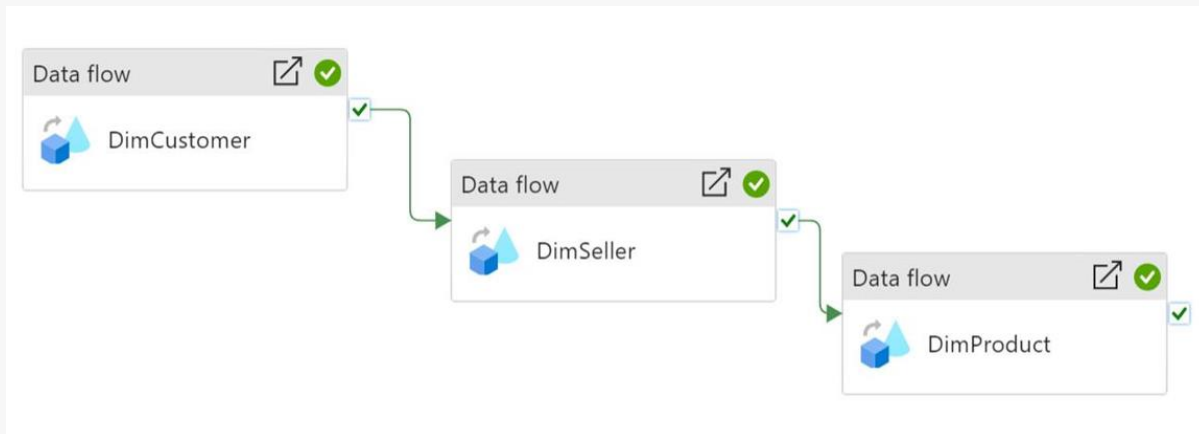 Data flow
DimCustomer
Data flow
DimSeller
Data flow
DimProduct